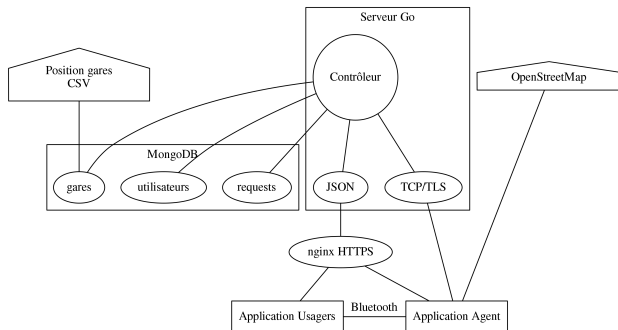 Serveur Go
Position gares
CSV
Contrôleur
OpenStreetMap
MongoDB
gares
utilisateurs
requests
JSON
TCP/TLS
nginx HTTPS
Application Usagers
Bluetooth
Application Agent